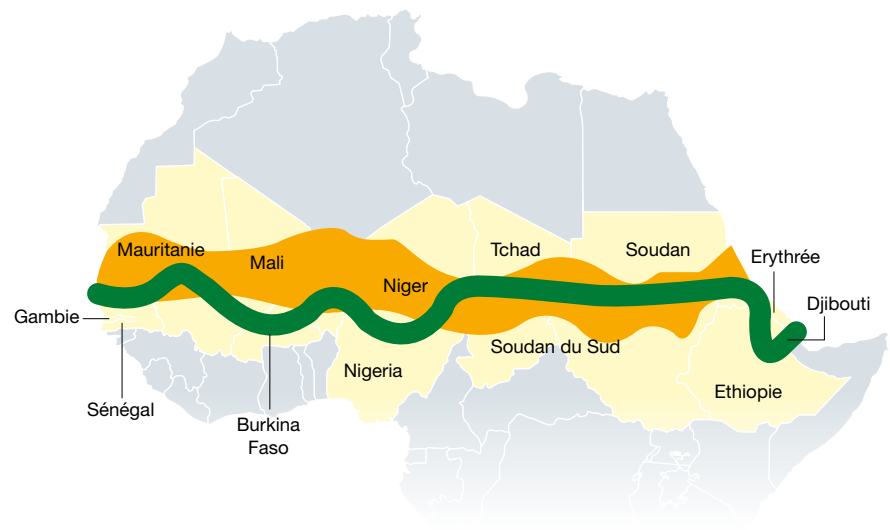 Mauritanie
Mali
Niger
Tchad
Soudan
Erythrée
Djibouti
Gambie
Sénégal
Burkina
Faso
Nigeria
Soudan du Sud
Ethiopie